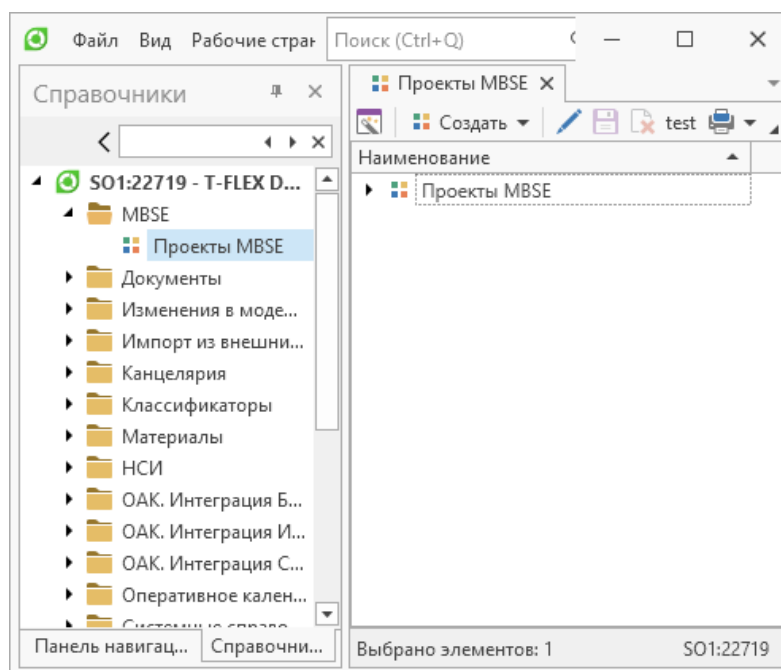 Файл Вид Рабочие стран Поиск (Ctrl+Q)
Справочники
Проекты MBSE
Создать test
Наименование
Проекты MBSE
SO1:22719 - T-FLEX D...
MBSE
Проекты MBSE
Документы
Изменения в моде...
Импорт из внешни...
Канцелярия
Классификаторы
Материалы
НСИ
ОАК. Интеграция Б...
ОАК. Интеграция И...
ОАК. Интеграция С...
Оперативное кален...
Панель навигац... Справочни...
Выбрано элементов: 1 SO1:22719